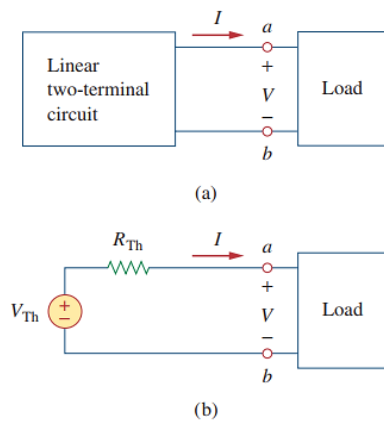 I
a
Linear
two-terminal
circuit
+
V
−
Load
b
(a)
R_Th
I
a
V_Th
+
−
+
V
−
Load
b
(b)